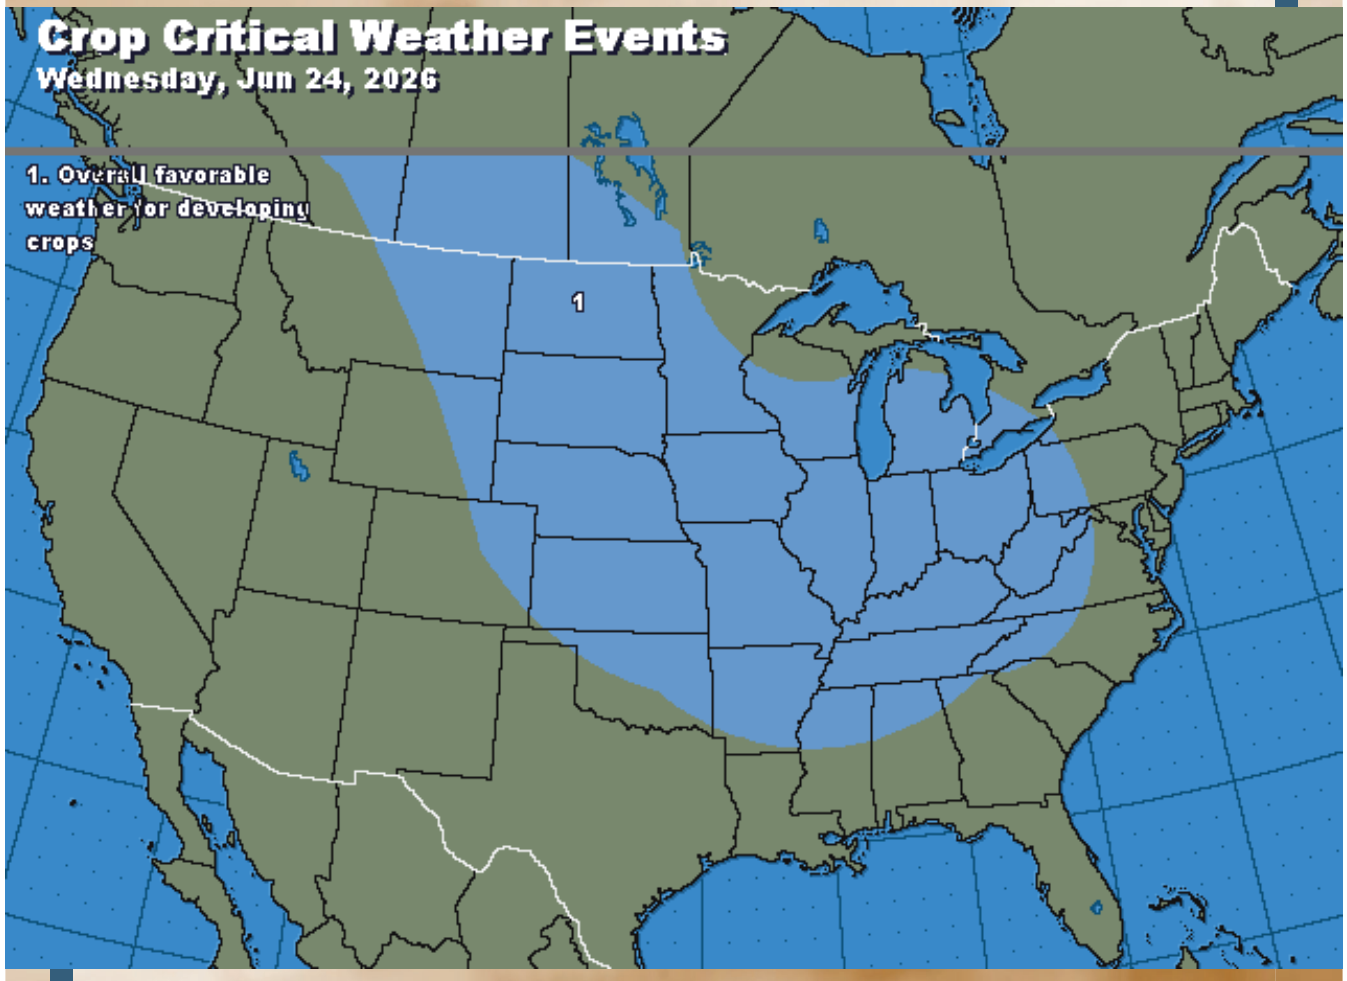 Crop Critical Weather Events
Wednesday, Jun 24, 2026
1. Overall favorable
weather for developing
crops
1